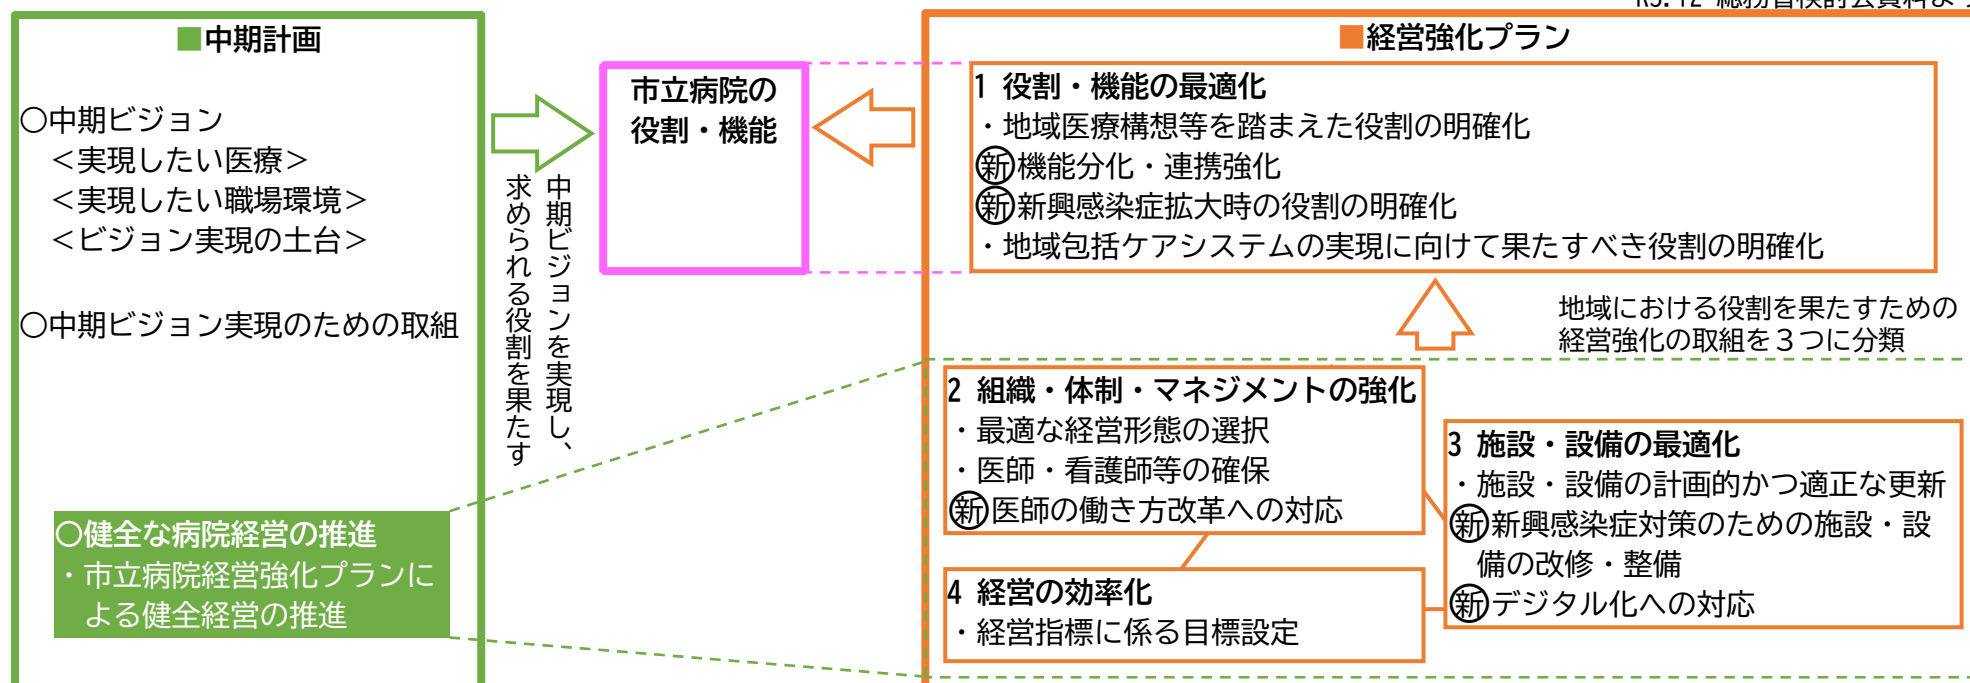 ■中期計画
○中期ビジョン
＜実現したい医療＞
＜実現したい職場環境＞
＜ビジョン実現の土台＞
○中期ビジョン実現のための取組
○健全な病院経営の推進
・市立病院経営強化プランに
よる健全経営の推進
中期ビジョンを実現し、
求められる役割を果たす
市立病院の
役割・機能
■経営強化プラン
1 役割・機能の最適化
・地域医療構想等を踏まえた役割の明確化
㊟機能分化・連携強化
新新興感染症拡大時の役割の明確化
・地域包括ケアシステムの実現に向けて果たすべき役割の明確化
地域における役割を果たすための
経営強化の取組を３つに分類
2 組織・体制・マネジメントの強化
・最適な経営形態の選択
・医師・看護師等の確保
新医師の働き方改革への対応
3 施設・設備の最適化
・施設・設備の計画的かつ適正な更新
新新興感染症対策のための施設・設
備の改修・整備
新デジタル化への対応
4 経営の効率化
・経営指標に係る目標設定